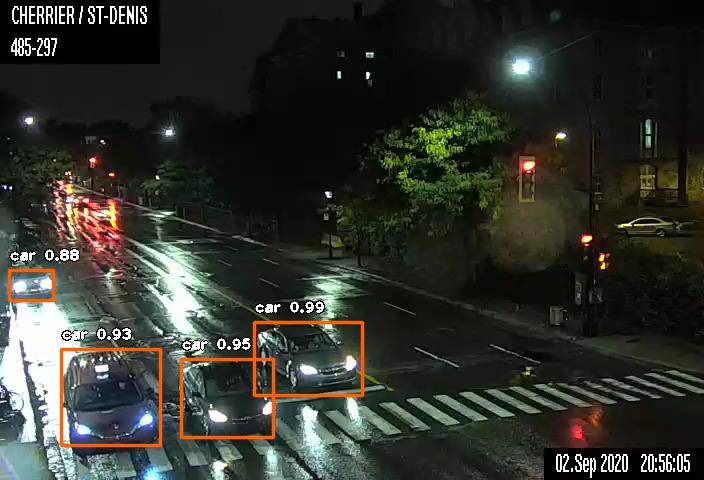 CHERRIER / ST-DENIS
485-297
car 0.88
car 0.99
car 0.93
car 0.95
02.Sep 2020 20:56:05